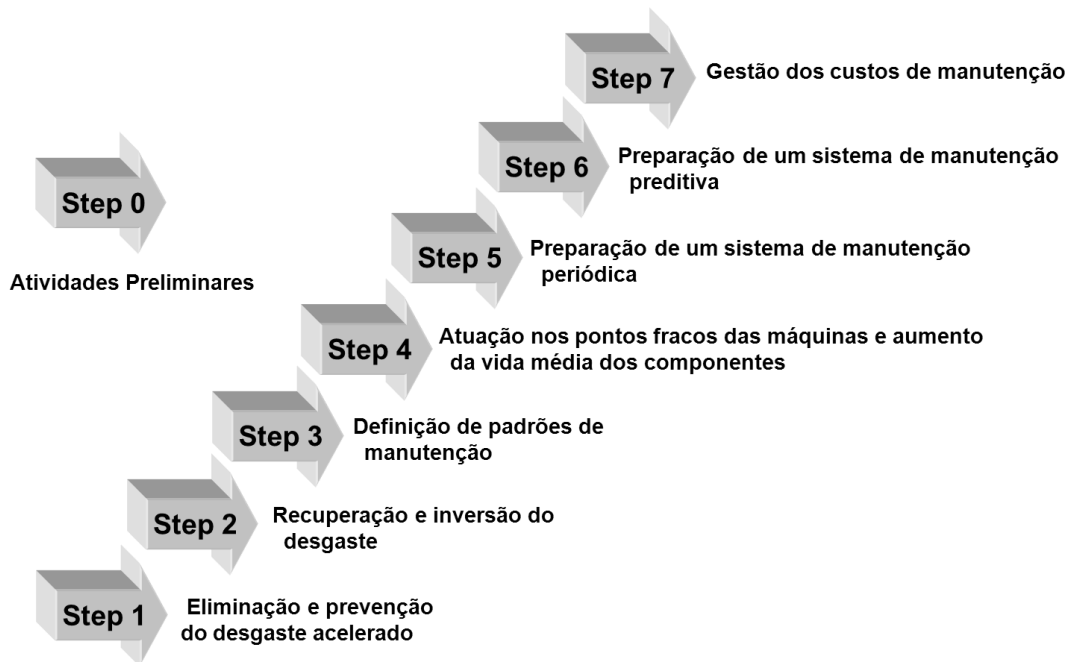 Step 7
Gestão dos custos de manutenção
Step 6
Preparação de um sistema de manutenção
preditiva
Step 0
Atividades Preliminares
Step 5
Preparação de um sistema de manutenção
periódica
Step 4
Atuação nos pontos fracos das máquinas e aumento
da vida média dos componentes
Step 3
Definição de padrões de
manutenção
Step 2
Recuperação e inversão do
desgaste
Step 1
Eliminação e prevenção
do desgaste acelerado